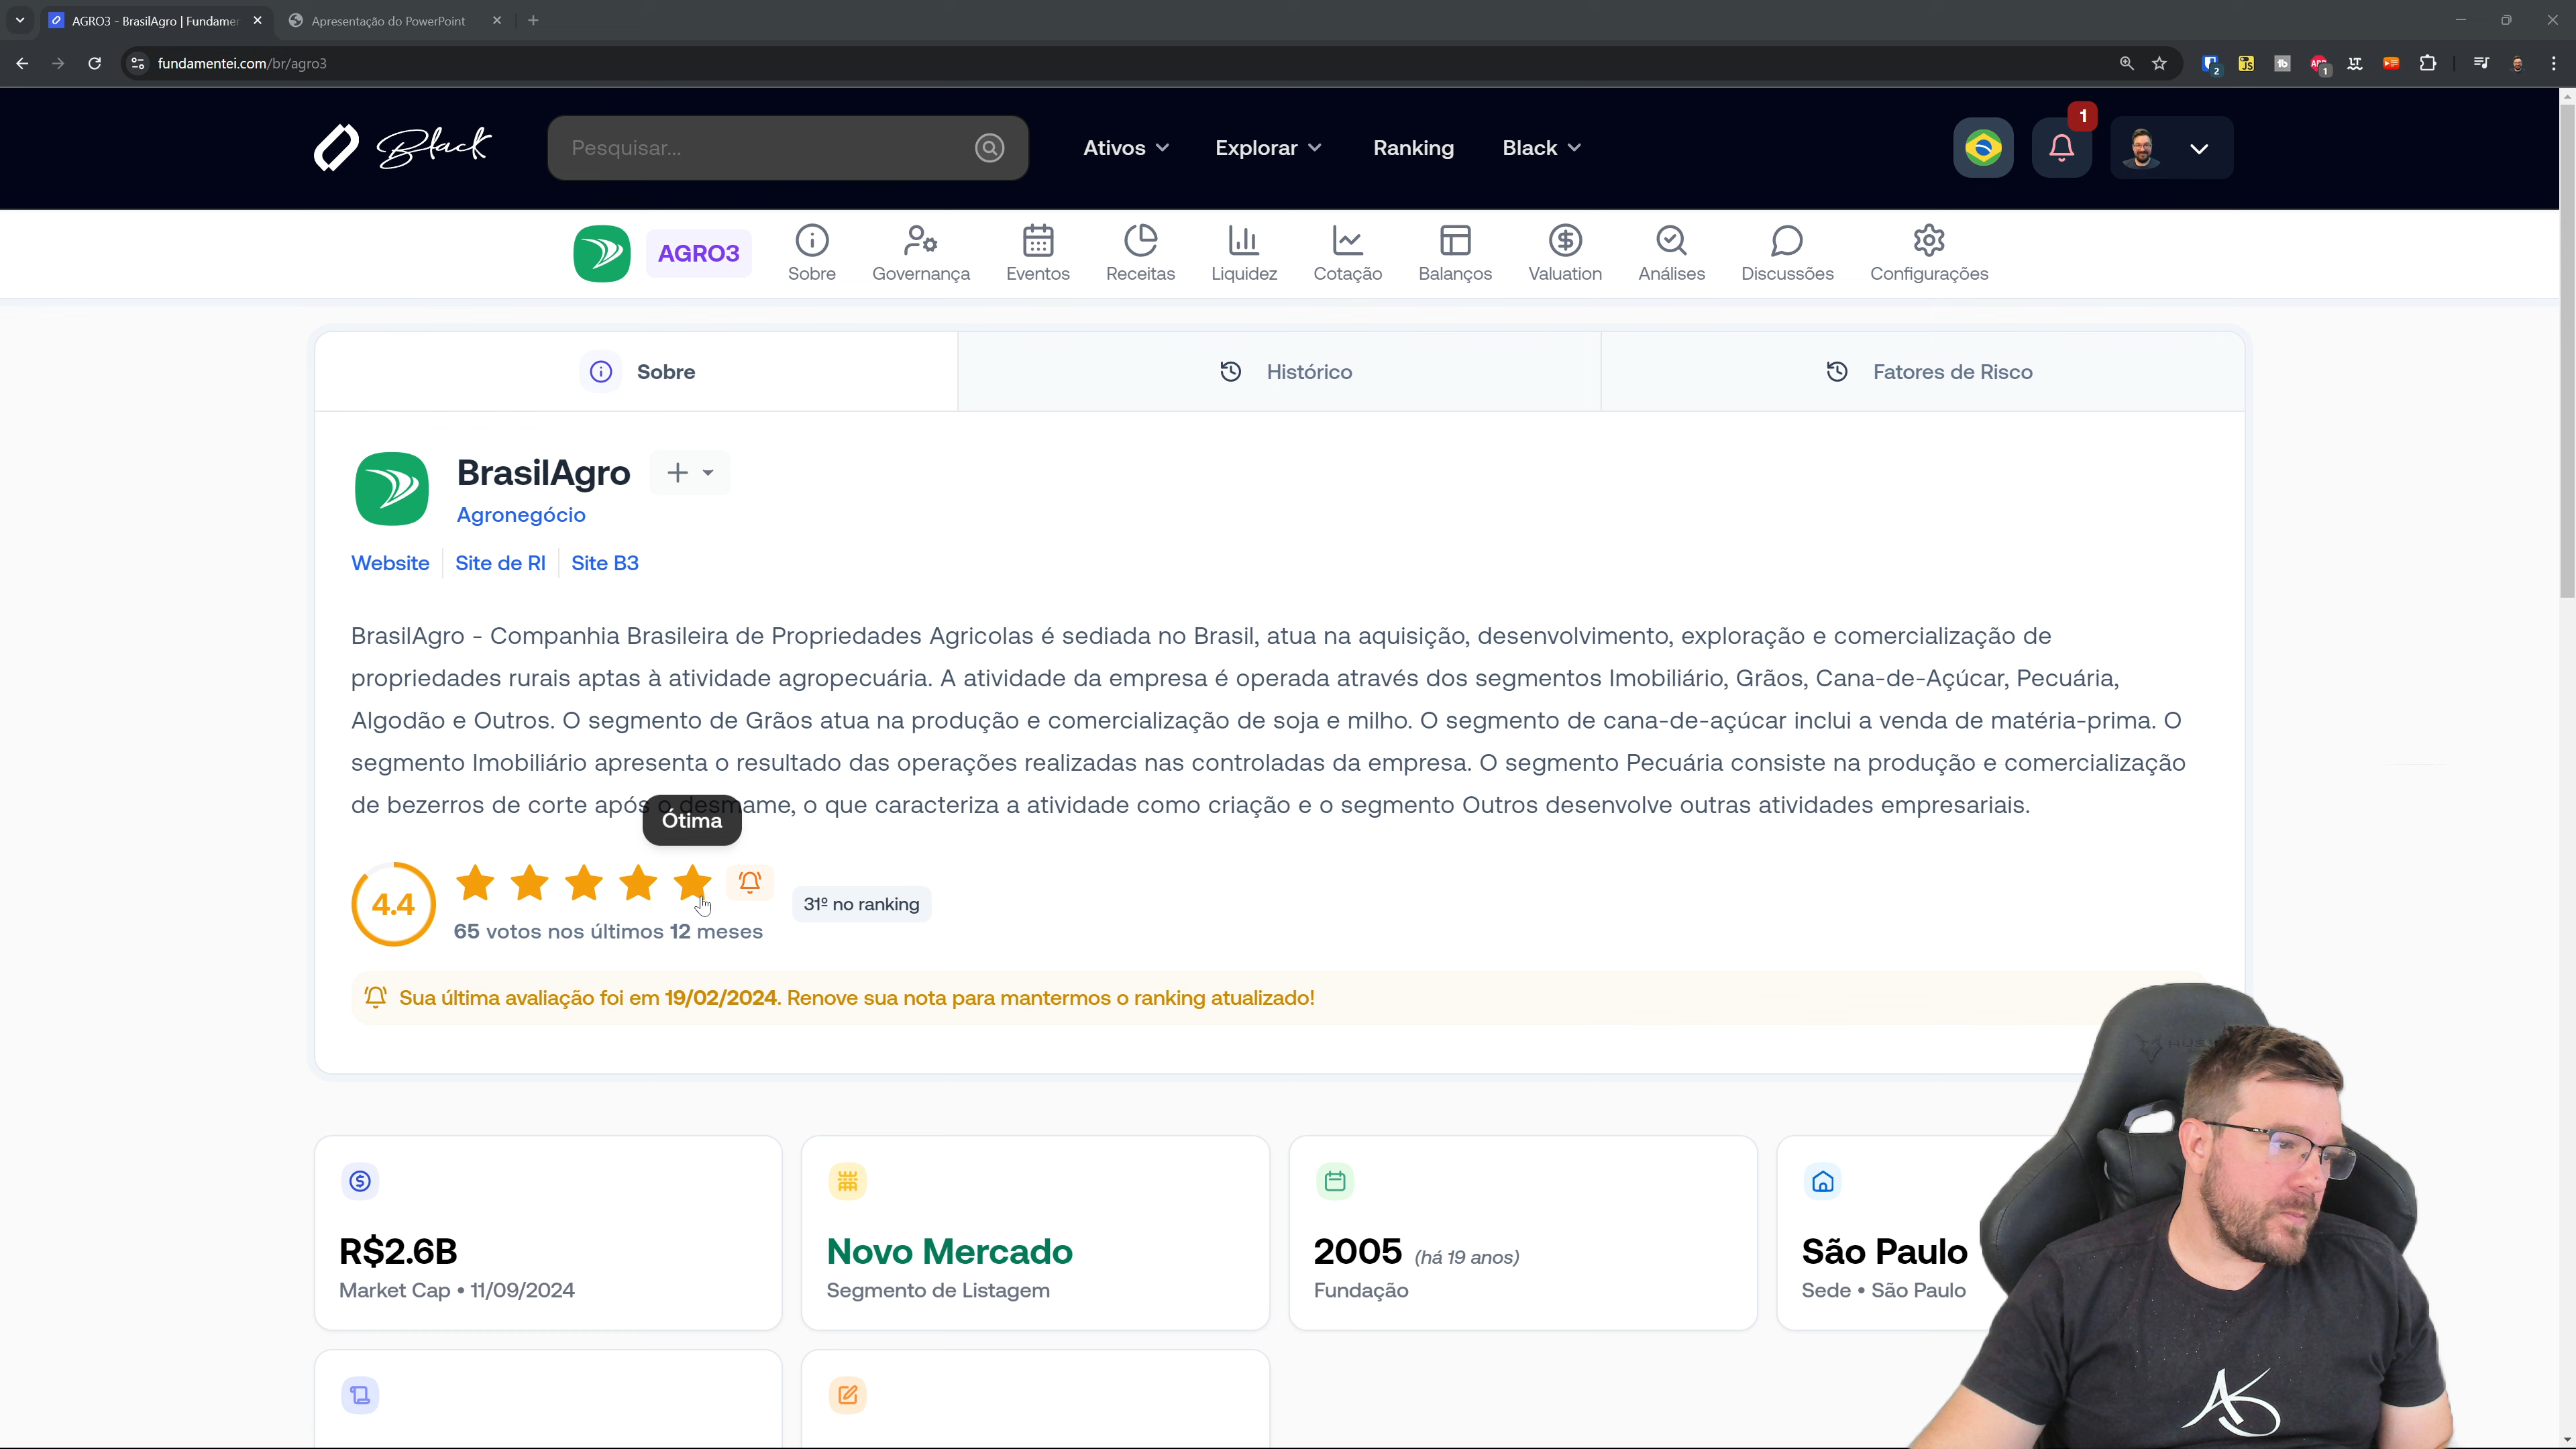 AGRO3 - BrasilAgro | Fundamer
Apresentação do PowerPoint
fundamentei.com/br/agro3
2
JS
tb
ABP
1
Black
Pesquisar...
Ativos
Explorar
Ranking
Black
1
AGRO3
Sobre
Governança
Eventos
Receitas
Liquidez
Cotação
Balanços
Valuation
Análises
Discussões
Configurações
Sobre
Histórico
Fatores de Risco
BrasilAgro
Agronegócio
Website
Site de RI
Site B3
BrasilAgro - Companhia Brasileira de Propriedades Agricolas é sediada no Brasil, atua na aquisição, desenvolvimento, exploração e comercialização de
propriedades rurais aptas à atividade agropecuária. A atividade da empresa é operada através dos segmentos Imobiliário, Grãos, Cana-de-Açúcar, Pecuária,
Algodão e Outros. O segmento de Grãos atua na produção e comercialização de soja e milho. O segmento de cana-de-açúcar inclui a venda de matéria-prima. O
segmento Imobiliário apresenta o resultado das operações realizadas nas controladas da empresa. O segmento Pecuária consiste na produção e comercialização
de bezerros de corte após o desmame, o que caracteriza a atividade como criação e o segmento Outros desenvolve outras atividades empresariais.
Ótima
4.4
65 votos nos últimos 12 meses
31º no ranking
Sua última avaliação foi em 19/02/2024. Renove sua nota para mantermos o ranking atualizado!
R$2.6B
Market Cap • 11/09/2024
Novo Mercado
Segmento de Listagem
2005 (há 19 anos)
Fundação
São Paulo
Sede • São Paulo